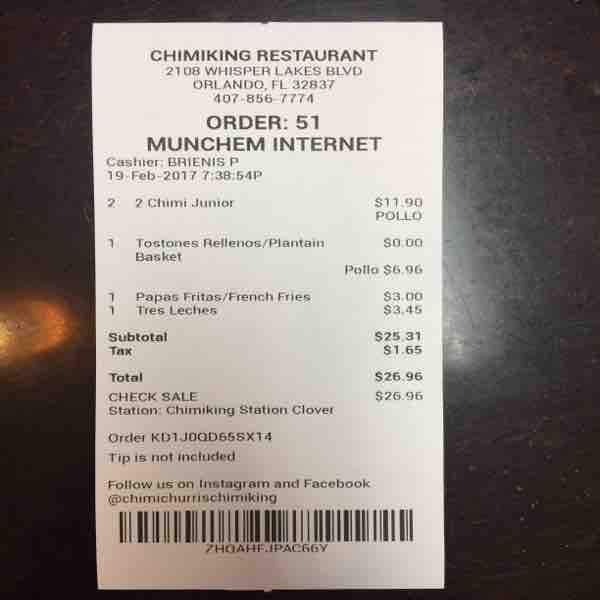 CHIMIKING RESTAURANT
2108 WHISPER LAKES BLVD
ORLANDO, FL 32837
407-856-7774
ORDER: 51
MUNCHEM INTERNET
Cashier: BRIENIS P
19-Feb-2017 7:38:54P
2 2 Chimi Junior $11.90
POLLO
1 Tostones Rellenos/Plantain $0.00
Basket
Pollo $6.96
1 Papas Fritas/French Fries $3.00
1 Tres Leches $3.45
Subtotal $25.31
Tax $1.65
Total $26.96
CHECK SALE $26.96
Station: Chimiking Station Clover
Order KD1J0QD65SX14
Tip is not included
Follow us on Instagram and Facebook
@chimichurrischimiking
ZHQAHFJPAC66Y